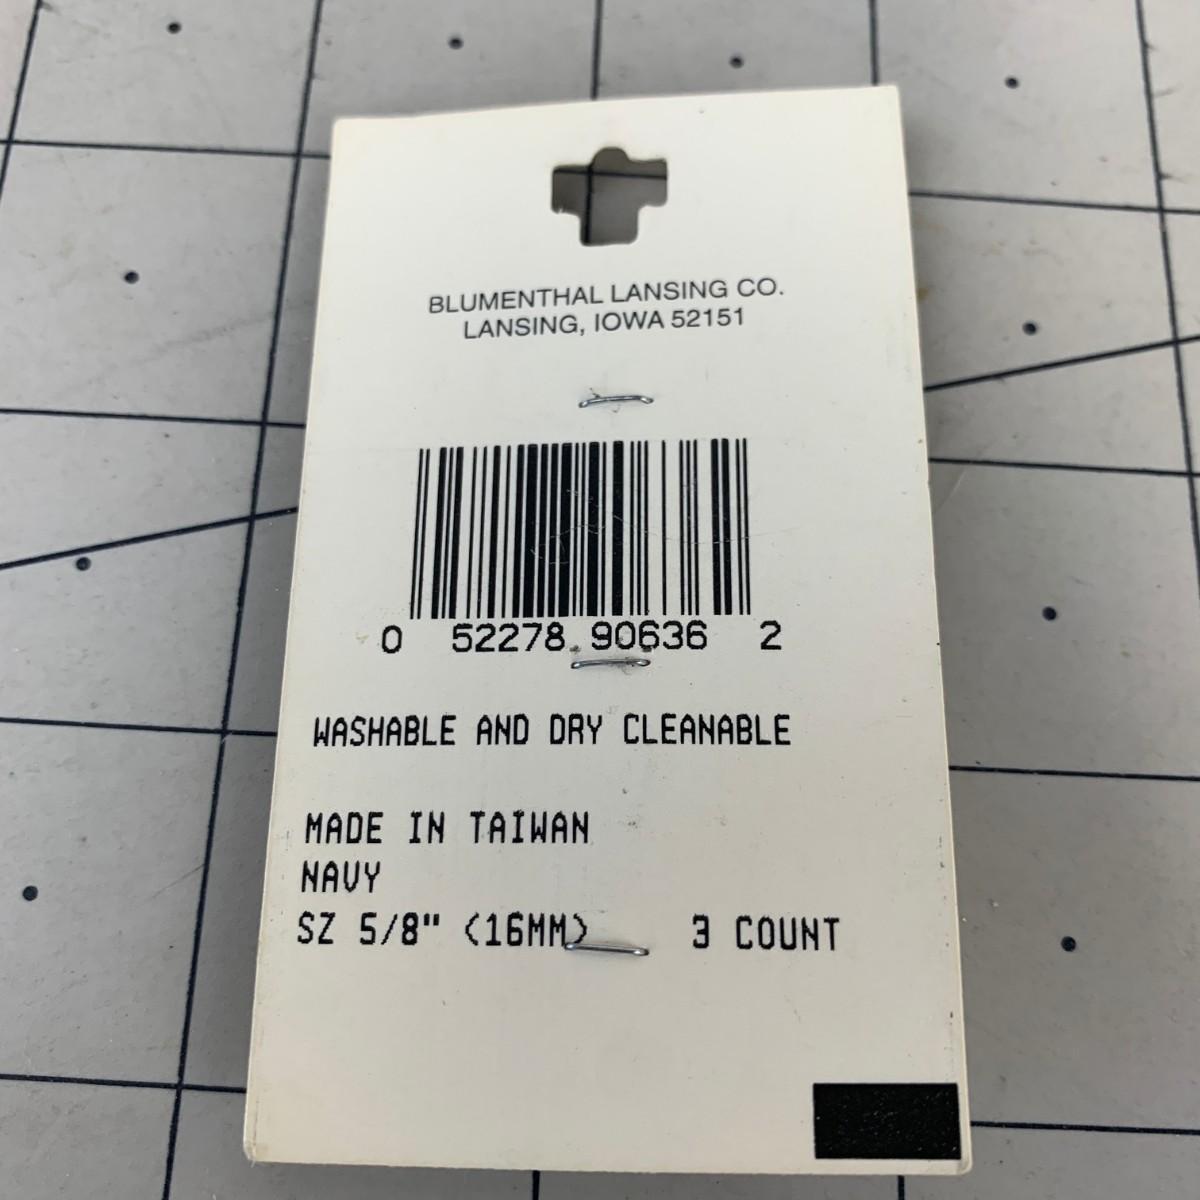 BLUMENTHAL LANSING CO.
LANSING, IOWA 52151
0 52278 90636 2
WASHABLE AND DRY CLEANABLE
MADE IN TAIWAN
NAVY
SZ 5/8" (16MM) 3 COUNT